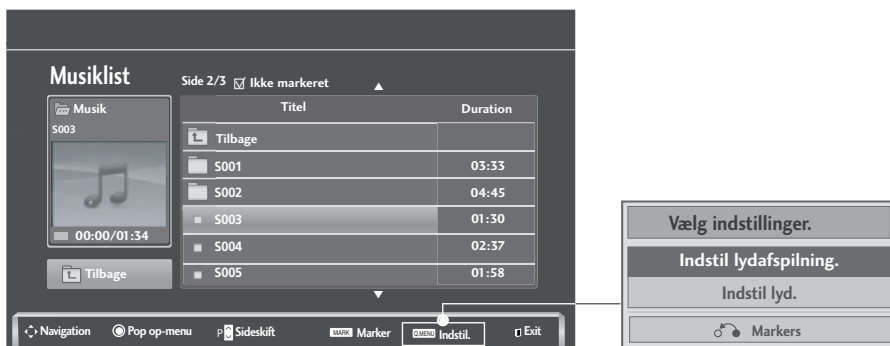 Musiklist
Side 2/3 Ikke markeret
Musik
S003
00:00/01:34
Tilbage
Titel Duration
Tilbage
S001 03:33
S002 04:45
S003 01:30
S004 02:37
S005 01:58
Navigation Pop op-menu P Sideskift MARK Marker Q.MENU Indstil. Exit
Vælg indstillinger.
Indstil lydafspilning.
Indstil lyd.
Markers